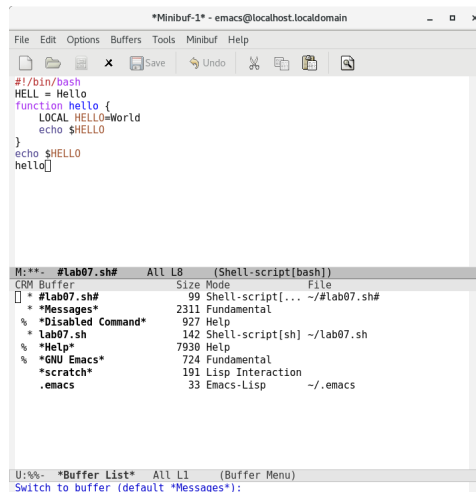 *Minibuf-1* - emacs@localhost.localdomain
File Edit Options Buffers Tools Minibuf Help
Save Undo
#!/bin/bash
HELL = Hello
function hello {
    LOCAL HELLO=World
    echo $HELLO
}
echo $HELLO
hello
M:**-  #lab07.sh#    All L8     (Shell-script[bash])
CRM Buffer                Size Mode             File
  * #lab07.sh#              99 Shell-script[... ~/#lab07.sh#
  * *Messages*            2311 Fundamental
 %  *Disabled Command*     927 Help
  * lab07.sh               142 Shell-script[sh] ~/lab07.sh
 %  *Help*                7930 Help
 %  *GNU Emacs*            724 Fundamental
    *scratch*              191 Lisp Interaction
    .emacs                  33 Emacs-Lisp       ~/.emacs
U:%%-  *Buffer List*   All L1     (Buffer Menu)
Switch to buffer (default *Messages*):